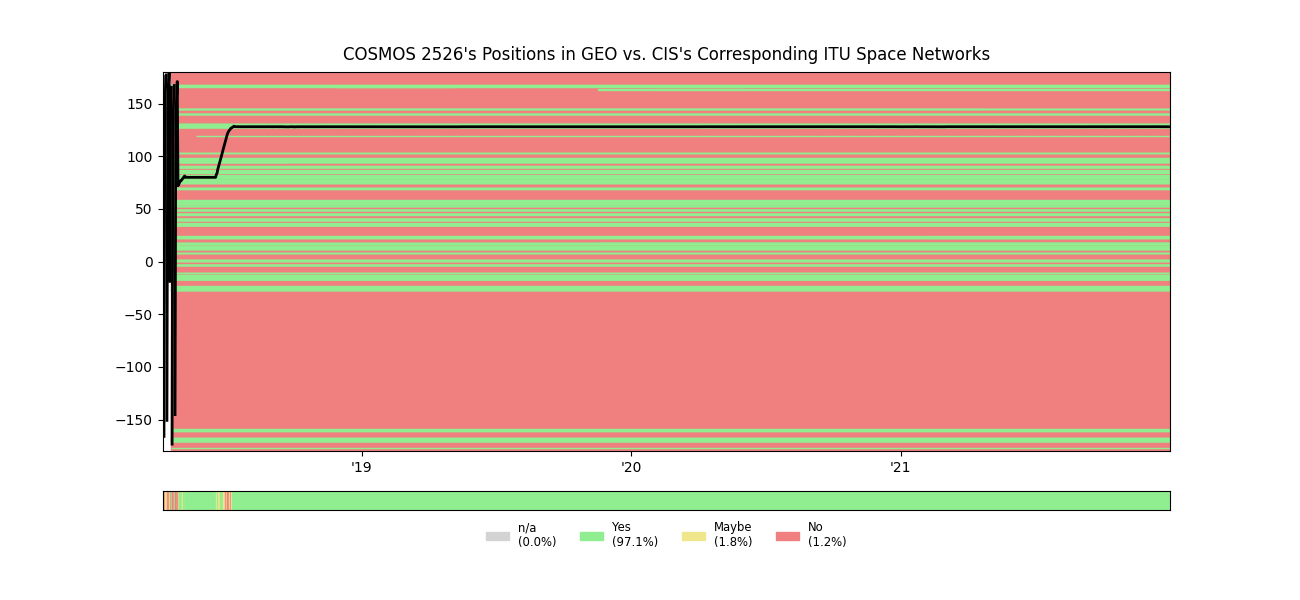 COSMOS 2526's Positions in GEO vs. CIS's Corresponding ITU Space Networks
150
100
50
0
−50
−100
−150
'19
'20
'21
n/a
(0.0%)
Yes
(97.1%)
Maybe
(1.8%)
No
(1.2%)